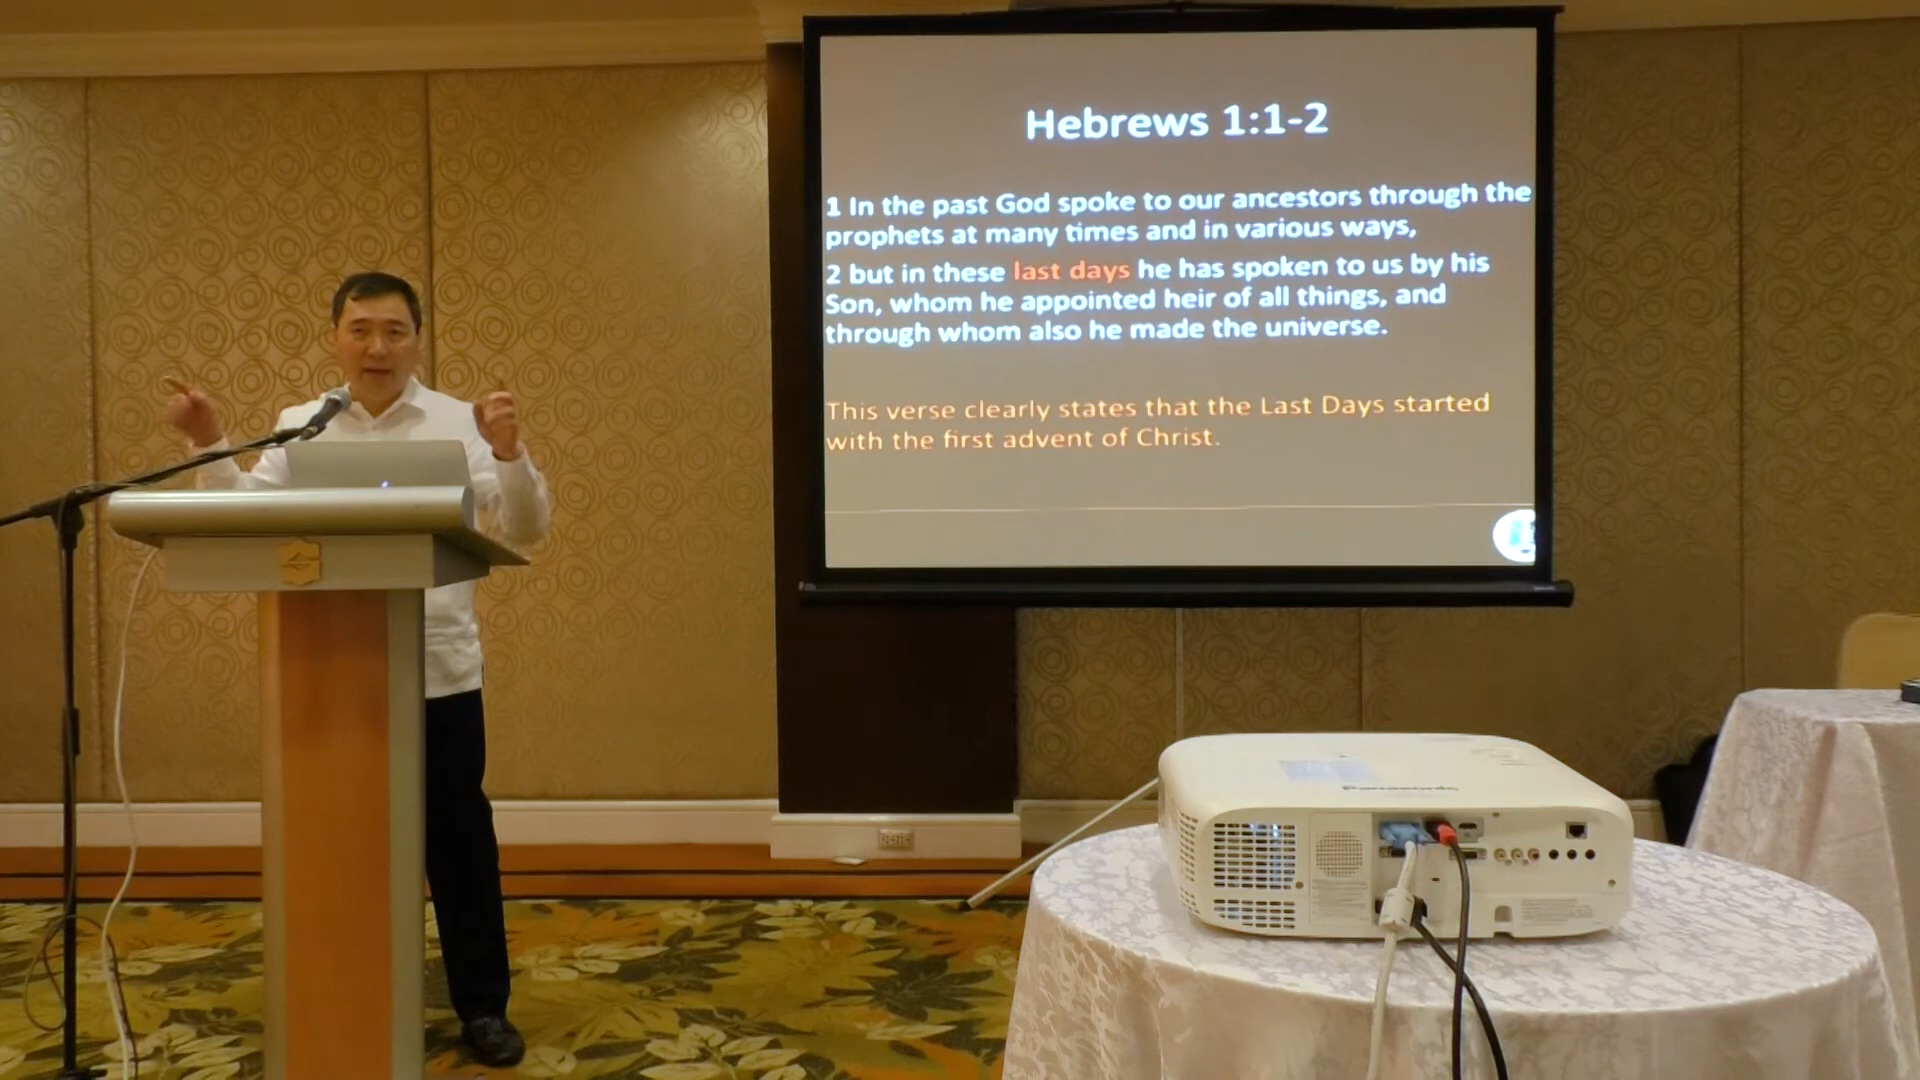 Hebrews 1:1-2
1 In the past God spoke to our ancestors through the
prophets at many times and in various ways,
2 but in these last days he has spoken to us by his
Son, whom he appointed heir of all things, and
through whom also he made the universe.
This verse clearly states that the Last Days started
with the first advent of Christ.